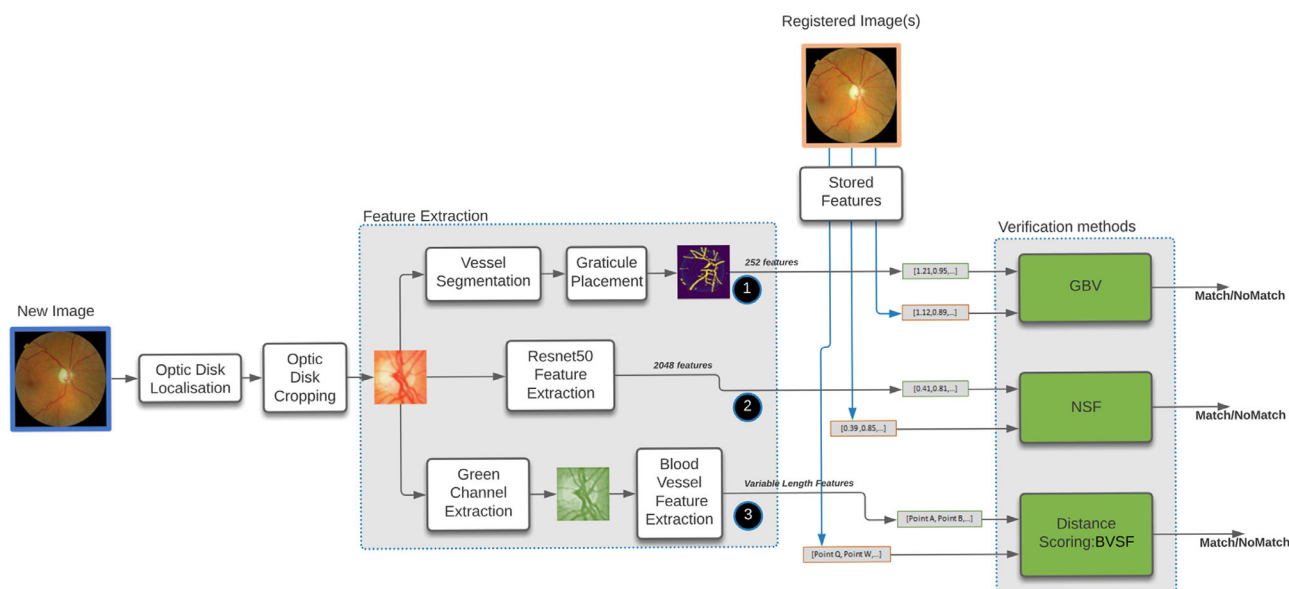 Registered Image(s)
Stored
Features
Feature Extraction
Verification methods
Vessel
Segmentation
Graticule
Placement
252 features
1
[1.21,0.95,...]
[1.12,0.89,...]
GBV
Match/NoMatch
New Image
Optic Disk
Localisation
Optic
Disk
Cropping
Resnet50
Feature
Extraction
2048 features
2
[0.41,0.81,...]
[0.39 ,0.85,...]
NSF
Match/NoMatch
Green
Channel
Extraction
Blood
Vessel
Feature
Extraction
Variable Length Features
3
[Point A, Point B,...]
[Point Q, Point W,...]
Distance
Scoring:BVSF
Match/NoMatch